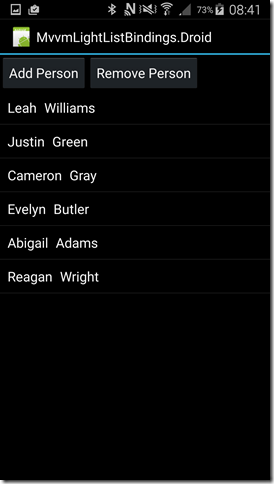 73% 08:41
MvvmLightListBindings.Droid
Add Person Remove Person
Leah Williams
Justin Green
Cameron Gray
Evelyn Butler
Abigail Adams
Reagan Wright